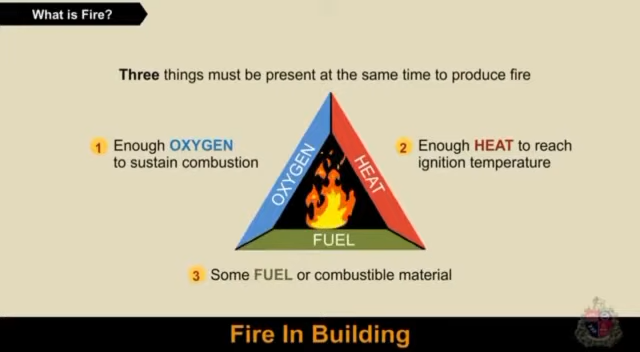 What is Fire?
Three things must be present at the same time to produce fire
1 Enough OXYGEN
to sustain combustion
2 Enough HEAT to reach
ignition temperature
OXYGEN
HEAT
FUEL
3 Some FUEL or combustible material
Fire In Building